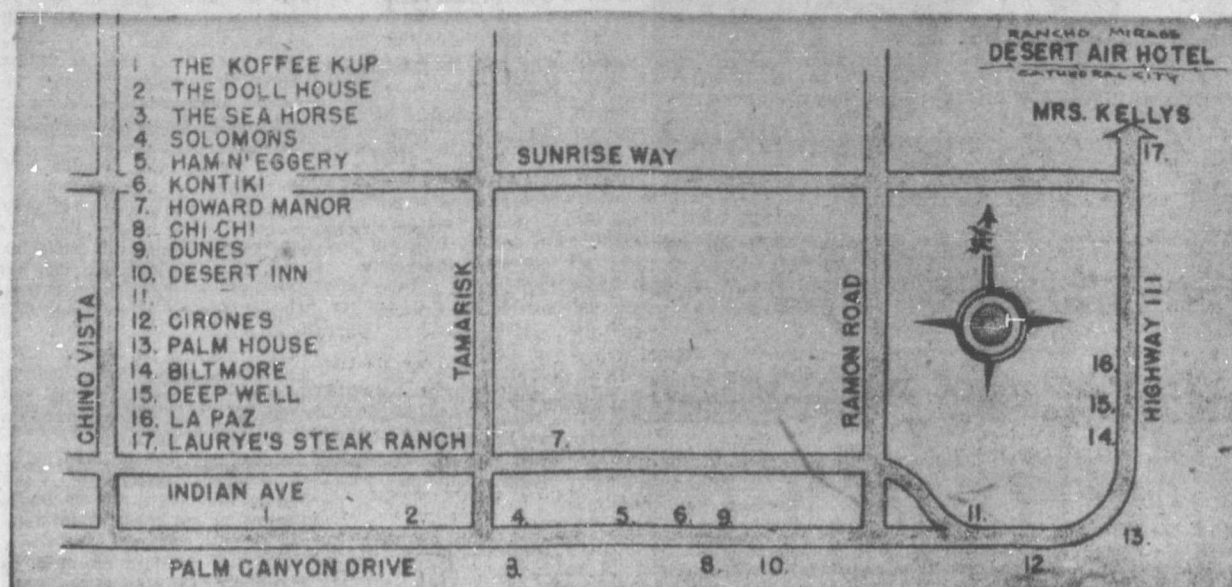 RANCHO MIRAGE
DESERT AIR HOTEL
CATHEDRAL CITY
MRS. KELLYS
1 THE KOFFEE KUP
2. THE DOLL HOUSE
3. THE SEA HORSE
4. SOLOMONS
5. HAM N' EGGERY
6. KONTIKI
7. HOWARD MANOR
8. CHI CHI
9. DUNES
10. DESERT INN
11.
12. CIRONES
13. PALM HOUSE
14. BILTMORE
15. DEEP WELL
16. LA PAZ
17. LAURYE'S STEAK RANCH
SUNRISE WAY
17.
CHINO VISTA
TAMARISK
RAMON ROAD
HIGHWAY 111
16.
15.
14.
7.
INDIAN AVE
1
2.
4.
5.
6.
9.
11.
13.
PALM CANYON DRIVE
3.
8.
10.
12.